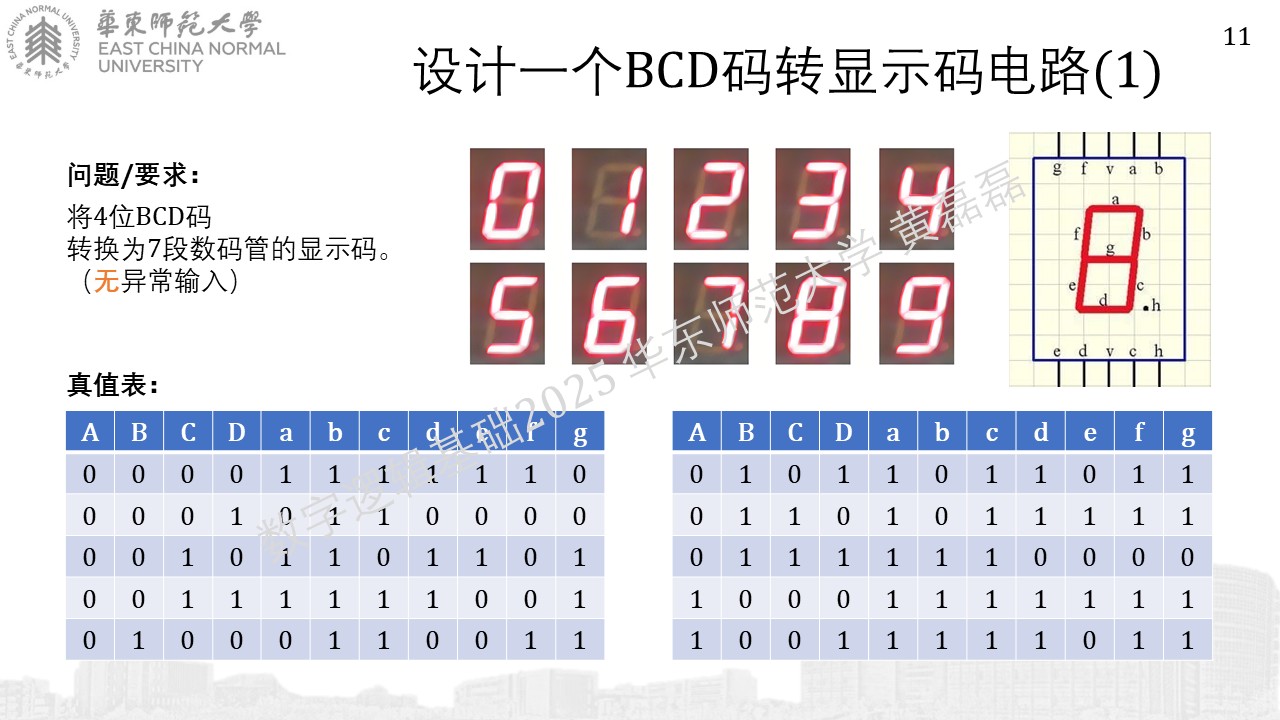 EAST CHINA NORMAL UNIVERSITY
華東師範大學
華東師範大學
EAST CHINA NORMAL
UNIVERSITY
11
设计一个BCD码转显示码电路(1)
问题/要求：
将4位BCD码
转换为7段数码管的显示码。
（无异常输入）
0 1 2 3 4
5 6 7 8 9
g f v a b
a
f b
g
e c
d h
e d v c h
真值表：
A B C D a b c d e f g
0 0 0 0 1 1 1 1 1 1 0
0 0 0 1 0 1 1 0 0 0 0
0 0 1 0 1 1 0 1 1 0 1
0 0 1 1 1 1 1 1 0 0 1
0 1 0 0 0 1 1 0 0 1 1
A B C D a b c d e f g
0 1 0 1 1 0 1 1 0 1 1
0 1 1 0 1 0 1 1 1 1 1
0 1 1 1 1 1 1 0 0 0 0
1 0 0 0 1 1 1 1 1 1 1
1 0 0 1 1 1 1 1 0 1 1
数字逻辑基础2025 华东师范大学 黄磊磊